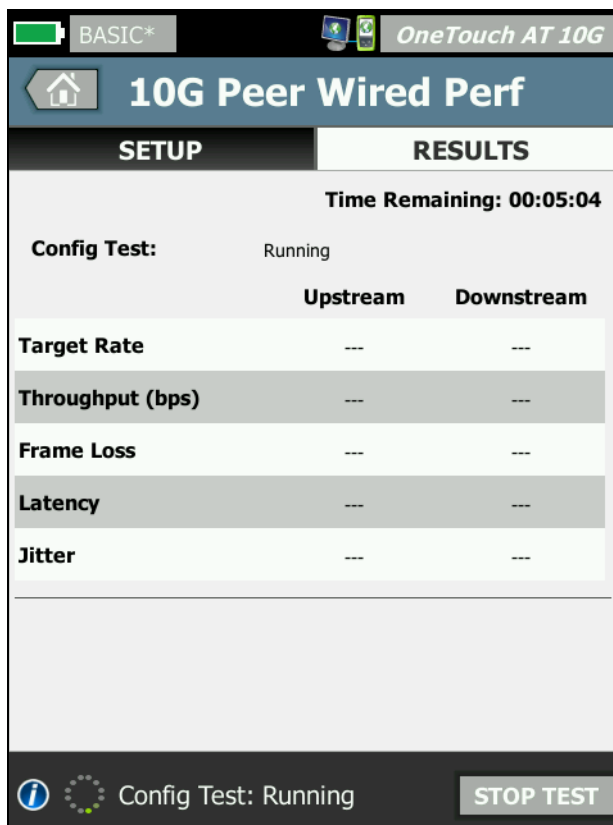 BASIC*
OneTouch AT 10G
10G Peer Wired Perf
SETUP RESULTS
Time Remaining: 00:05:04
Config Test: Running
Upstream Downstream
Target Rate --- ---
Throughput (bps) --- ---
Frame Loss --- ---
Latency --- ---
Jitter --- ---
i Config Test: Running STOP TEST